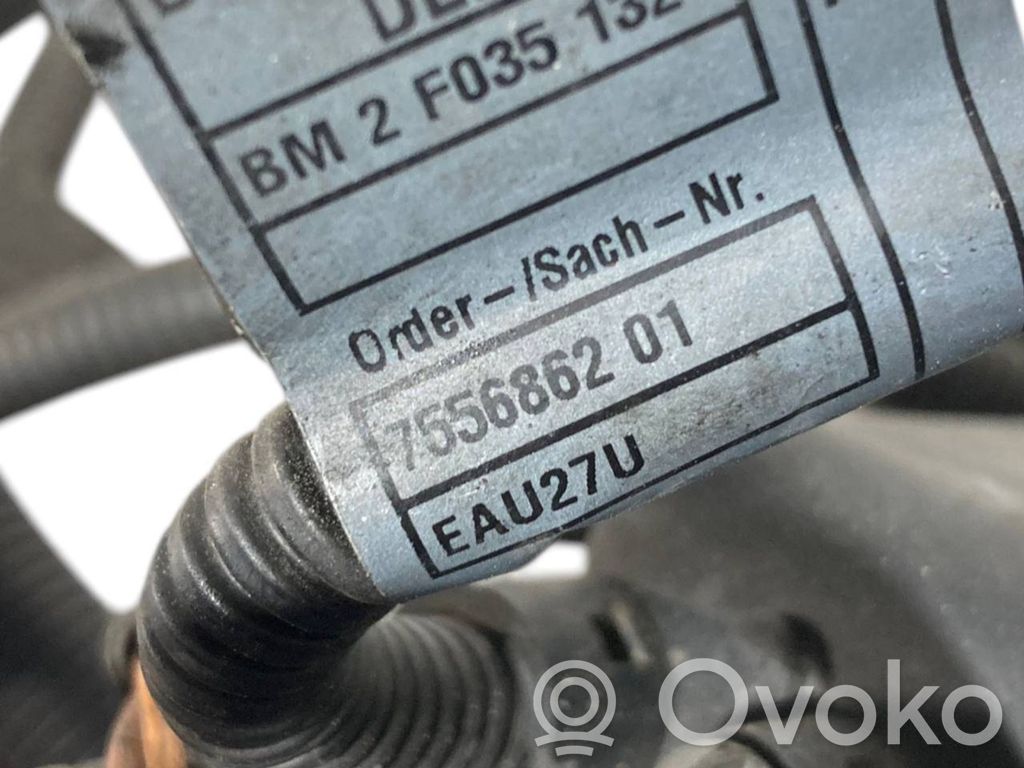 BM 2 F035 132
Order-/Sach-Nr.
7556862 01
EAU27U
Ovoko